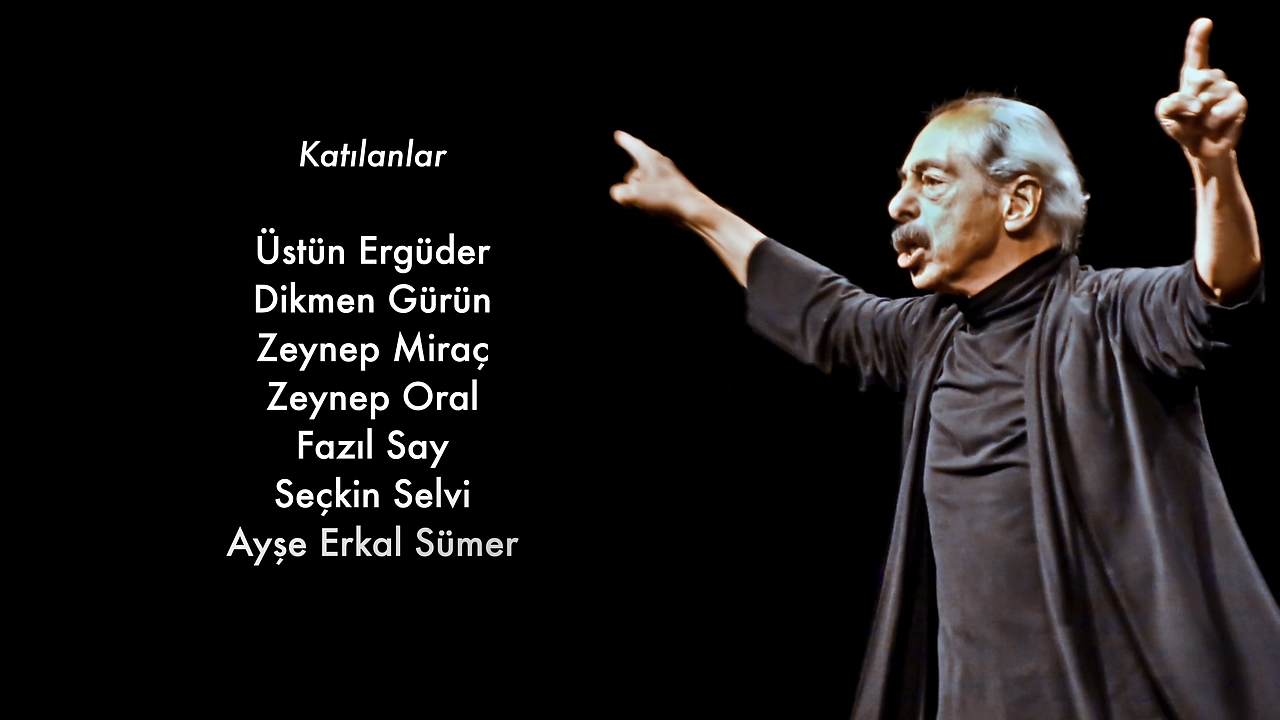 Katılanlar
Üstün Ergüder
Dikmen Gürün
Zeynep Miraç
Zeynep Oral
Fazıl Say
Seçkin Selvi
Ayşe Erkal Sümer